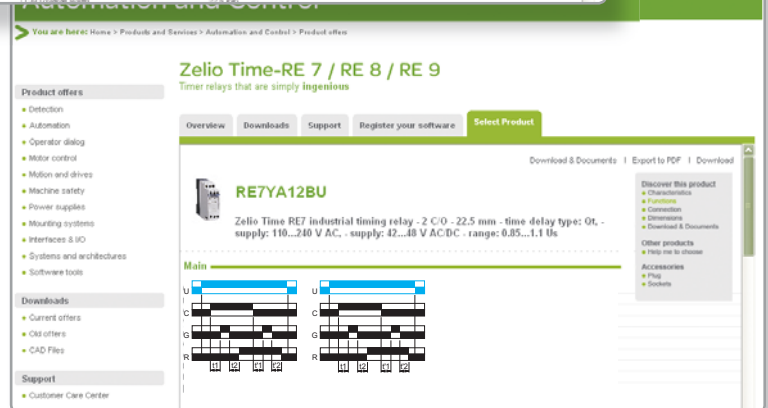 Automation and Control
You are here: Home > Products and Services > Automation and Control > Product offers
Zelio Time-RE 7 / RE 8 / RE 9
Timer relays that are simply ingenious
Product offers
Detection
Automation
Operator dialog
Motor control
Motion and drives
Machine safety
Power supplies
Mounting systems
Interfaces & I/O
Systems and architectures
Software tools
Downloads
Current offers
Old offers
CAD Files
Support
Customer Care Center
Overview
Downloads
Support
Register your software
Select Product
Download & Documents | Export to PDF | Download
RE7YA12BU
Zelio Time RE7 industrial timing relay - 2 C/O - 22.5 mm - time delay type: Qt, -
supply: 110...240 V AC, - supply: 42...48 V AC/DC - range: 0.85...1.1 Us
Discover this product
Characteristics
Functions
Connection
Dimensions
Download & Documents
Other products
Help me to choose
Accessories
Plug
Sockets
Main
U U
C C
G G
R R
t1 t2 t'1 t'2 t1 t2 t'1 t'2